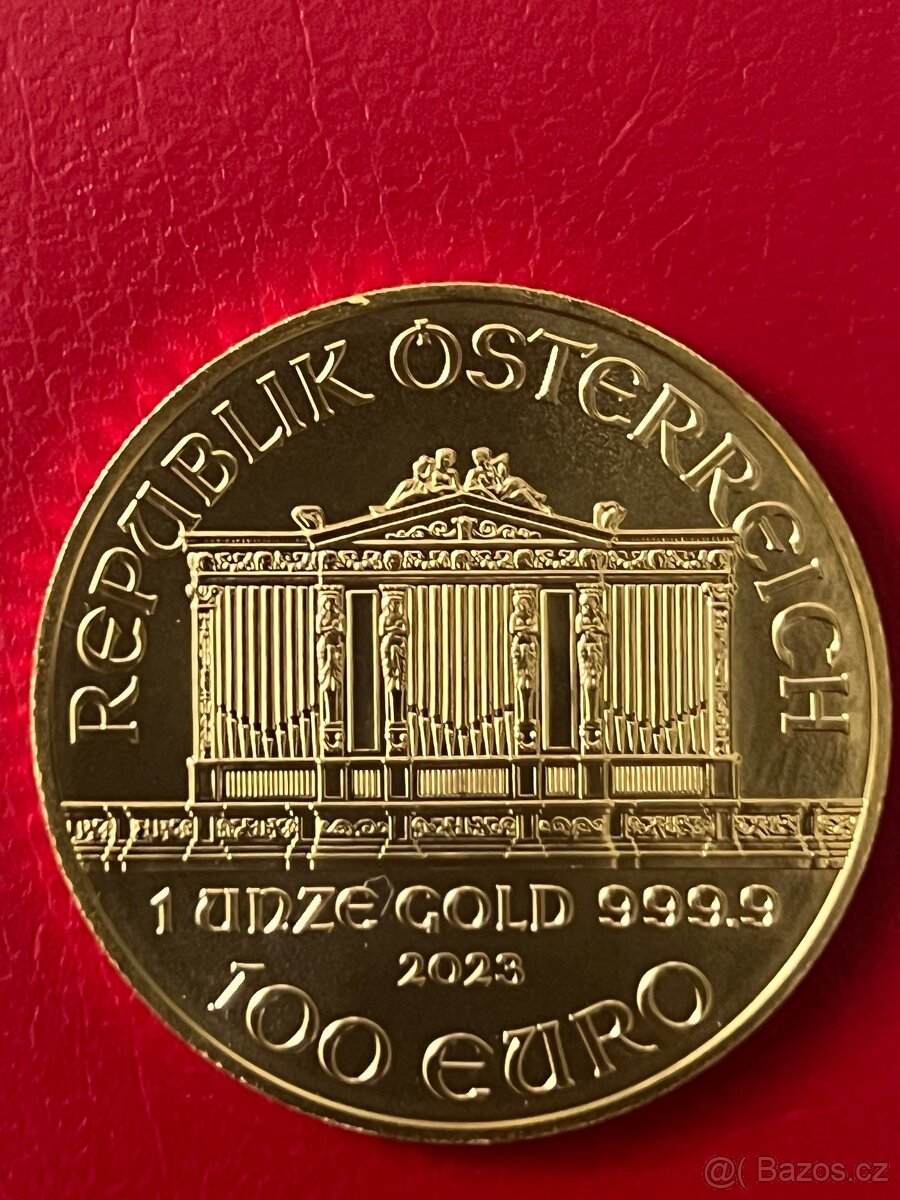 REPUBLIK ÖSTERREICH
1 UNZE GOLD 999.9
2023
100 EURO
@( Bazos.cz